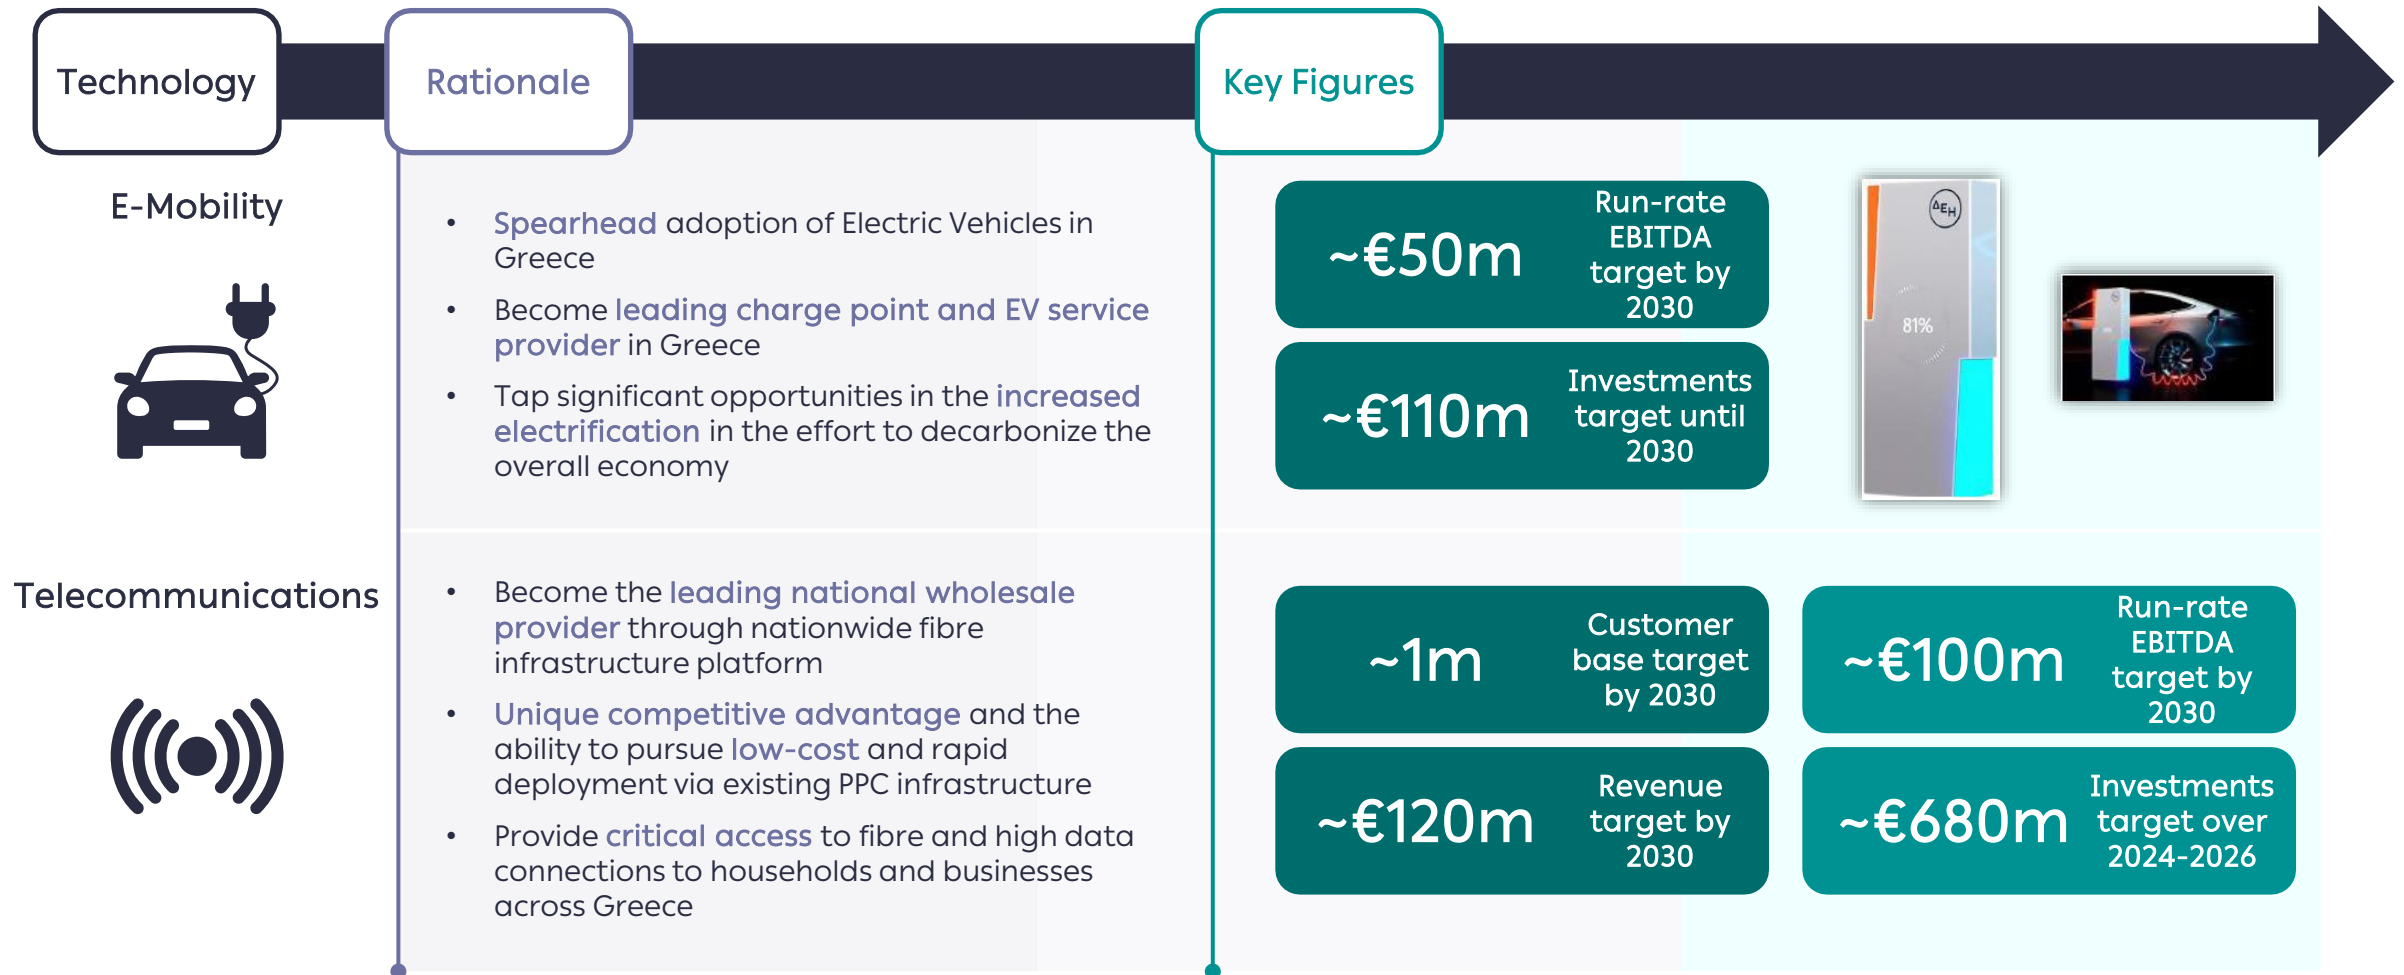 Technology
Rationale
Key Figures
E-Mobility
• Spearhead adoption of Electric Vehicles in
Greece
• Become leading charge point and EV service
provider in Greece
• Tap significant opportunities in the increased
electrification in the effort to decarbonize the
overall economy
~€50m
Run-rate
EBITDA
target by
2030
~€110m
Investments
target until
2030
ΔEH
81%
Telecommunications
• Become the leading national wholesale
provider through nationwide fibre
infrastructure platform
• Unique competitive advantage and the
ability to pursue low-cost and rapid
deployment via existing PPC infrastructure
• Provide critical access to fibre and high data
connections to households and businesses
across Greece
~1m
Customer
base target
by 2030
~€100m
Run-rate
EBITDA
target by
2030
~€120m
Revenue
target by
2030
~€680m
Investments
target over
2024-2026